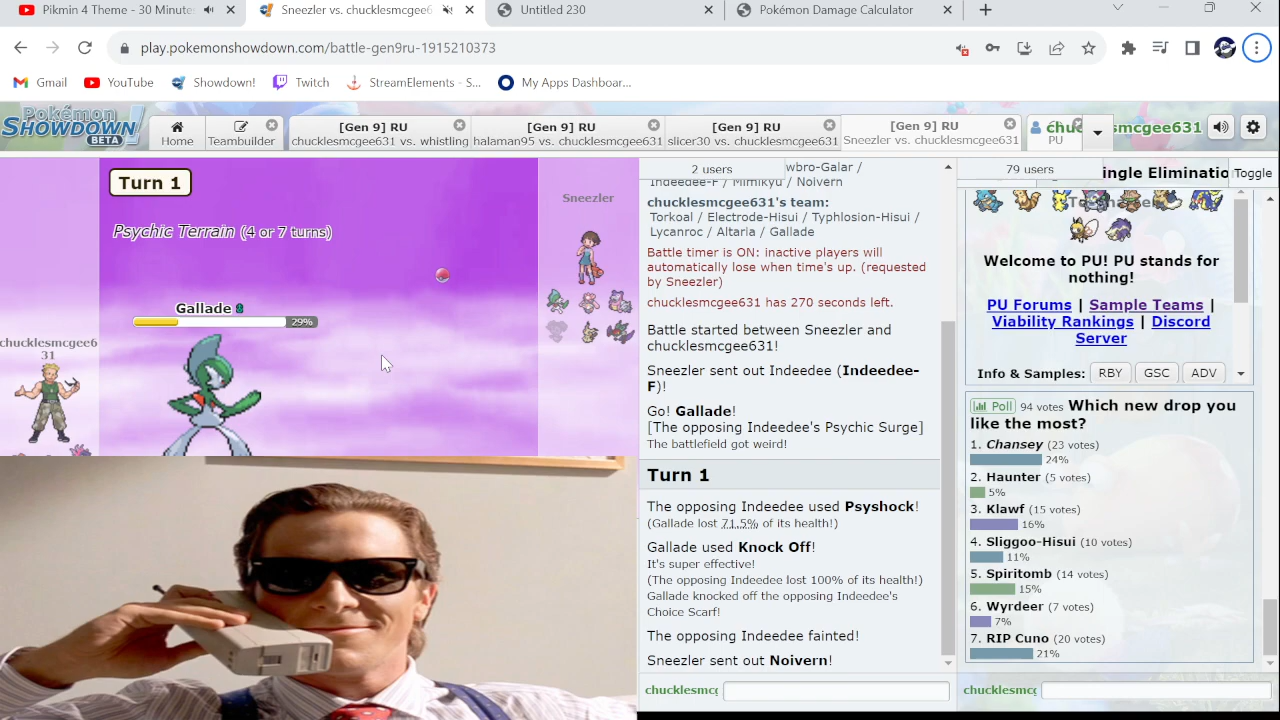 Pikmin 4 Theme - 30 Minute
Sneezler vs. chucklesmcgee6
Untitled 230
Pokémon Damage Calculator
play.pokemonshowdown.com/battle-gen9ru-1915210373
Gmail
YouTube
Showdown!
Twitch
StreamElements - S...
My Apps Dashboar...
Pokémon
SHOWDOWN!
BETA
Home
Teambuilder
[Gen 9] RU
chucklesmcgee631 vs. whistling
[Gen 9] RU
halaman95 vs. chucklesmcgee631
[Gen 9] RU
slicer30 vs. chucklesmcgee631
[Gen 9] RU
Sneezler vs. chucklesmcgee631
PU
smcgee631
Turn 1
Psychic Terrain (4 or 7 turns)
Gallade
29%
chucklesmcgee6
31
Sneezler
2 users
wbro-Galar /
Indeedee-F / Mimikyu / Noivern
chucklesmcgee631's team:
Torkoal / Electrode-Hisui / Typhlosion-Hisui /
Lycanroc / Altaria / Gallade
Battle timer is ON: inactive players will
automatically lose when time's up. (requested
by Sneezler)
chucklesmcgee631 has 270 seconds left.
Battle started between Sneezler and
chucklesmcgee631!
Sneezler sent out Indeedee (Indeedee-
F)!
Go! Gallade!
[The opposing Indeedee's Psychic Surge]
The battlefield got weird!
Turn 1
The opposing Indeedee used Psyshock!
(Gallade lost 71.5% of its health!)
Gallade used Knock Off!
It's super effective!
(The opposing Indeedee lost 100% of its health!)
Gallade knocked off the opposing Indeedee's
Choice Scarf!
The opposing Indeedee fainted!
Sneezler sent out Noivern!
chucklesmcg
79 users
ingle Eliminatio
Toggle
Welcome to PU! PU stands for
nothing!
PU Forums | Sample Teams |
Viability Rankings | Discord
Server
Info & Samples: RBY GSC ADV
Poll 94 votes Which new drop you
like the most?
1. Chansey (23 votes)
24%
2. Haunter (5 votes)
5%
3. Klawf (15 votes)
16%
4. Sliggoo-Hisui (10 votes)
11%
5. Spiritomb (14 votes)
15%
6. Wyrdeer (7 votes)
7%
7. RIP Cuno (20 votes)
21%
chucklesmc